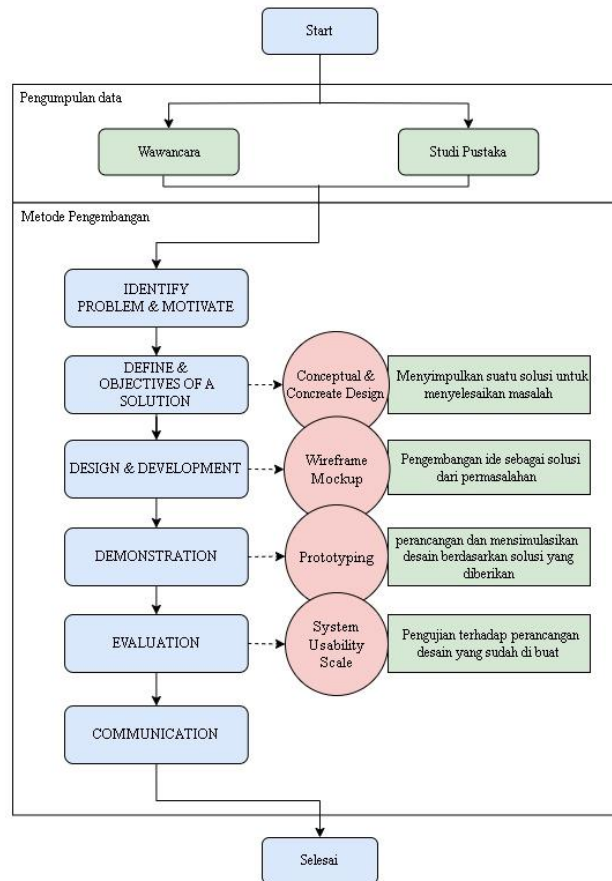 Start
Pengumpulan data
Wawancara
Studi Pustaka
Metode Pengembangan
IDENTIFY
PROBLEM & MOTIVATE
DEFINE &
OBJECTIVES OF A
SOLUTION
Conceptual &
Concrete Design
Menyimpulkan suatu solusi untuk
menyelesaikan masalah
DESIGN & DEVELOPMENT
Wireframe
Mockup
Pengembangan ide sebagai solusi
dari permasalahan
DEMONSTRATION
Prototyping
perancangan dan mensimulasikan
desain berdasarkan solusi yang
diberikan
EVALUATION
System
Usability
Scale
Pengujian terhadap perancangan
desain yang sudah di buat
COMMUNICATION
Selesai